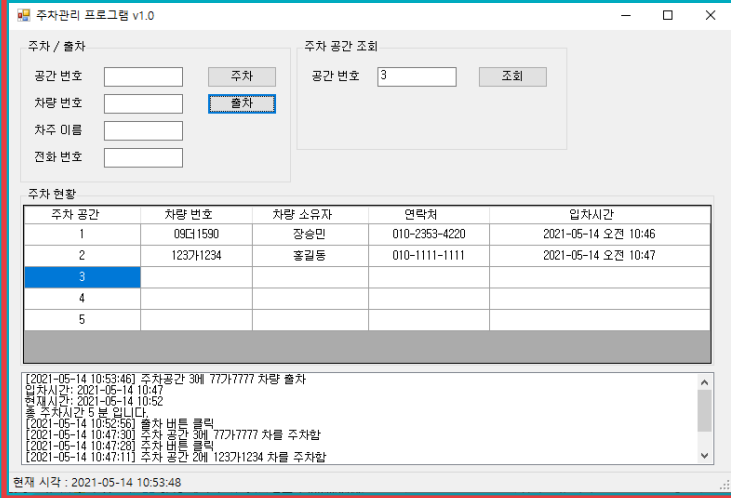 주차관리 프로그램 v1.0
주차 / 출차
공간 번호 주차
차량 번호 출차
차주 이름
전화 번호
주차 공간 조회
공간 번호 3 조회
주차 현황
주차 공간 차량 번호 차량 소유자 연락처 입차시간
1 09더1590 장승민 010-2353-4220 2021-05-14 오전 10:46
2 123가1234 홍길동 010-1111-1111 2021-05-14 오전 10:47
3
4
5
[2021-05-14 10:53:46] 주차공간 3에 77가7777 차량 출차
입차시간: 2021-05-14 10:47
현재시간: 2021-05-14 10:52
총 주차시간 5 분 입니다.
[2021-05-14 10:52:56] 출차 버튼 클릭
[2021-05-14 10:47:30] 주차 공간 3에 77가7777 차를 주차함
[2021-05-14 10:47:28] 주차 버튼 클릭
[2021-05-14 10:47:11] 주차 공간 2에 123가1234 차를 주차함
현재 시각 : 2021-05-14 10:53:48